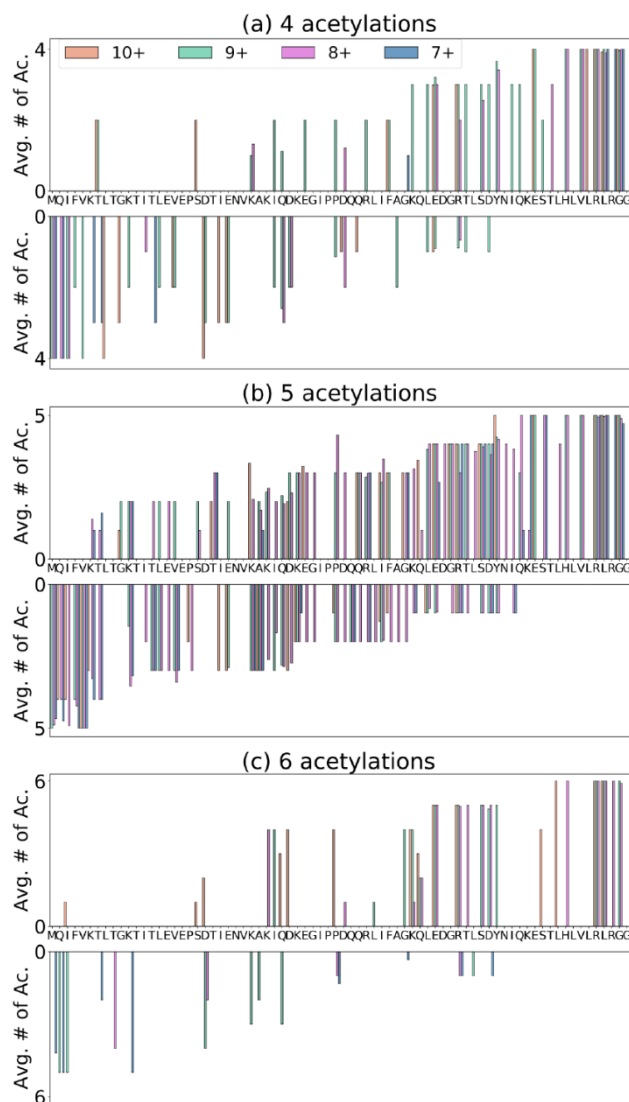 (a) 4 acetylations
10+ 9+ 8+ 7+
Avg. # of Ac.
4
0
MQIFVKTLTGKTITLEVEPSDTIENVKAKIQDKEGIPPDQQRLIFAGKQLEDGRTLSDYNIQKESTLHLVLRLRGG
Avg. # of Ac.
0
4
(b) 5 acetylations
Avg. # of Ac.
5
0
MQIFVKTLTGKTITLEVEPSDTIENVKAKIQDKEGIPPDQQRLIFAGKQLEDGRTLSDYNIQKESTLHLVLRLRGG
Avg. # of Ac.
0
5
(c) 6 acetylations
Avg. # of Ac.
6
0
MQIFVKTLTGKTITLEVEPSDTIENVKAKIQDKEGIPPDQQRLIFAGKQLEDGRTLSDYNIQKESTLHLVLRLRGG
Avg. # of Ac.
0
6